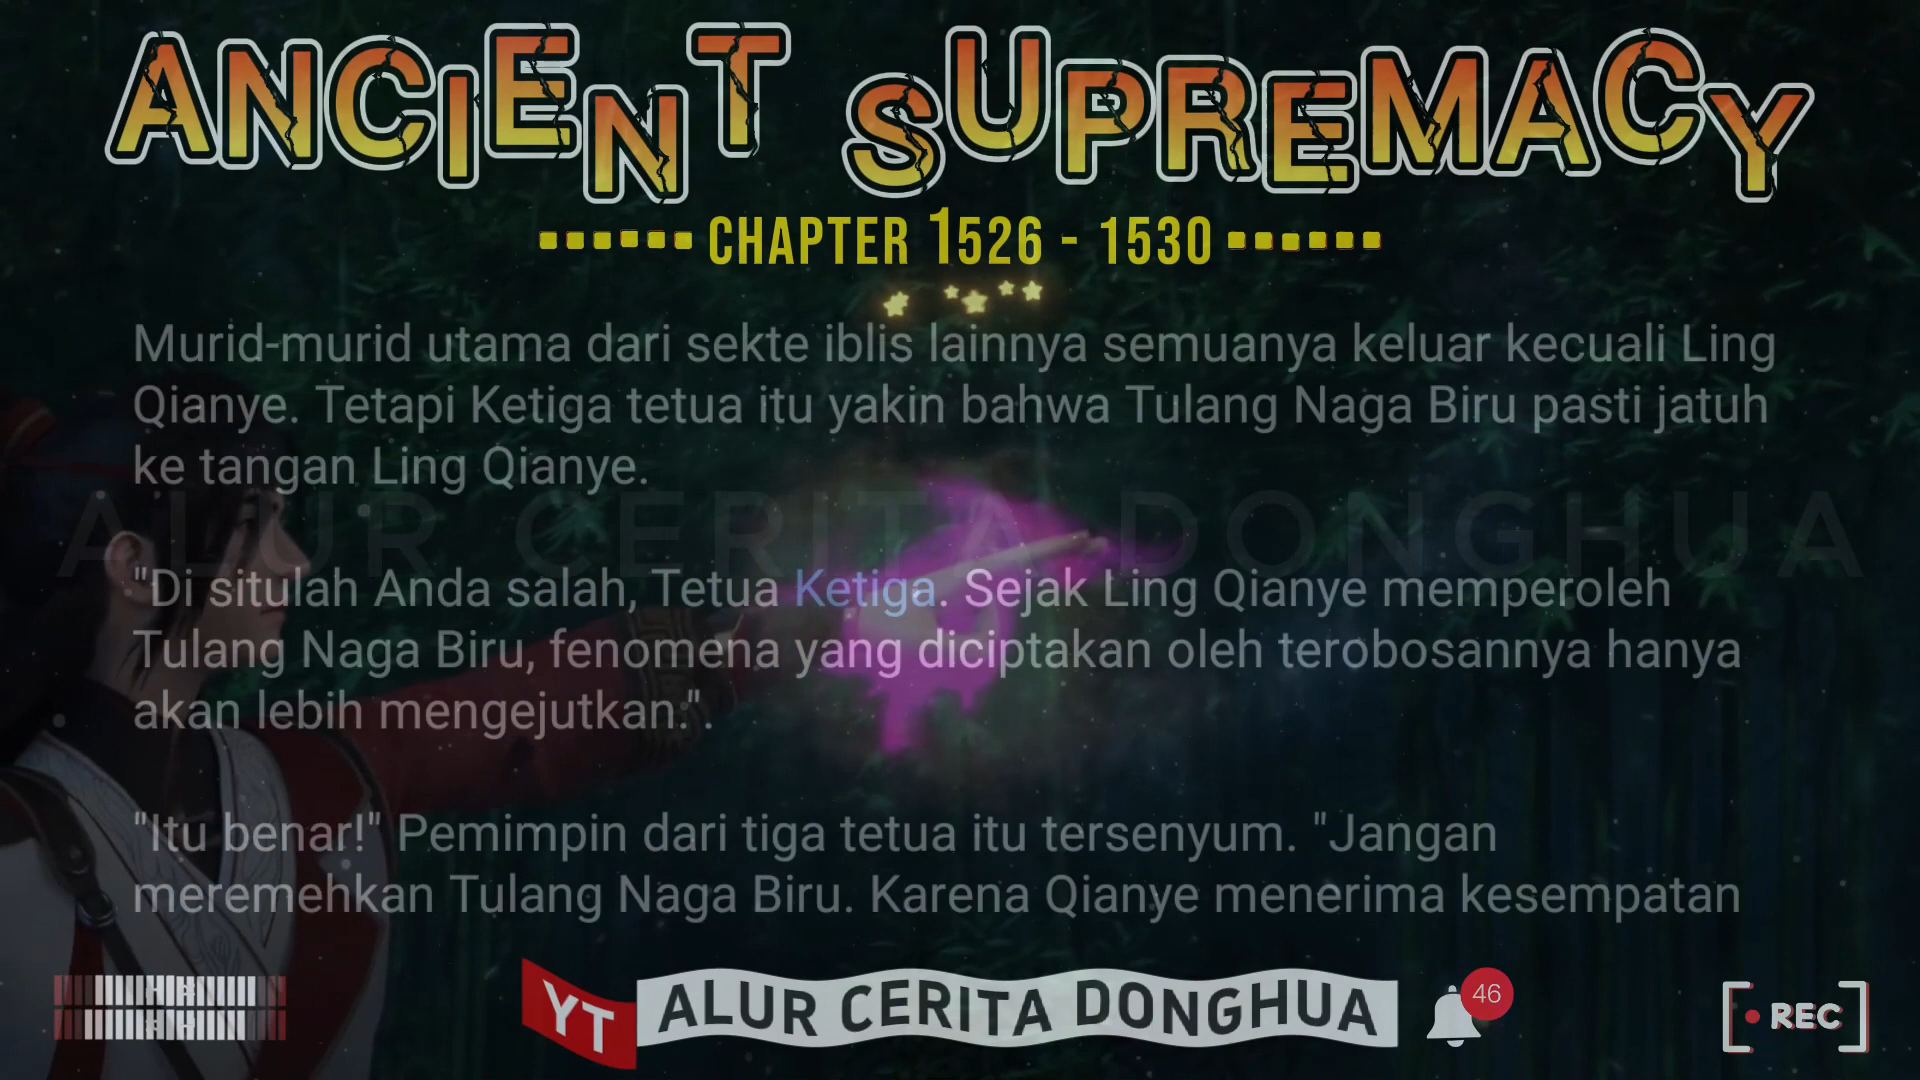 ANCIENT SUPREMACY
CHAPTER 1526 - 1530
Murid-murid utama dari sekte iblis lainnya semuanya keluar kecuali Ling
Qianye. Tetapi Ketiga tetua itu yakin bahwa Tulang Naga Biru pasti jatuh
ke tangan Ling Qianye.
ALUR CERITA DONGHUA
"Di situlah Anda salah, Tetua Ketiga. Sejak Ling Qianye memperoleh
Tulang Naga Biru, fenomena yang diciptakan oleh terobosannya hanya
akan lebih mengejutkan.".
"Itu benar!" Pemimpin dari tiga tetua itu tersenyum. "Jangan
meremehkan Tulang Naga Biru. Karena Qianye menerima kesempatan
YT ALUR CERITA DONGHUA
46
REC